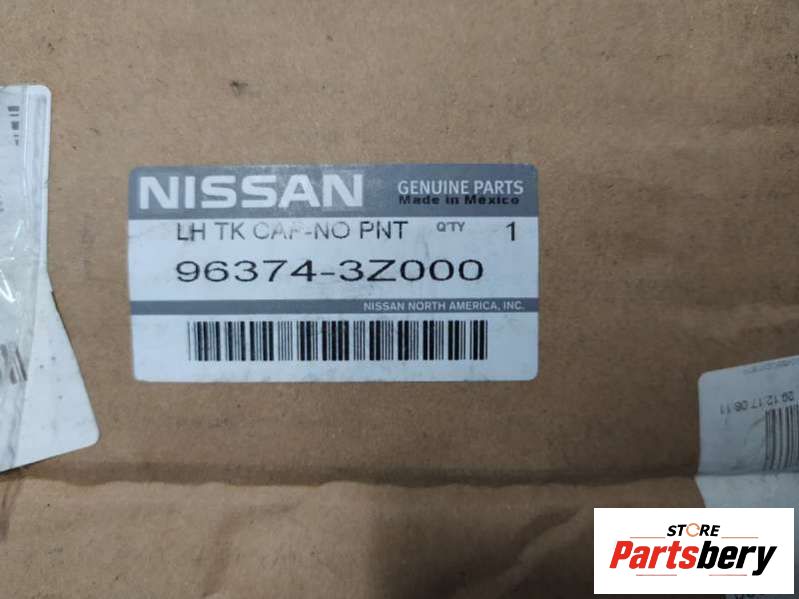 NISSAN
GENUINE PARTS
Made in Mexico
LH TK CAP-NO PNT
Q'TY 1
96374-3Z000
NISSAN NORTH AMERICA, INC.
STORE
Partsbery